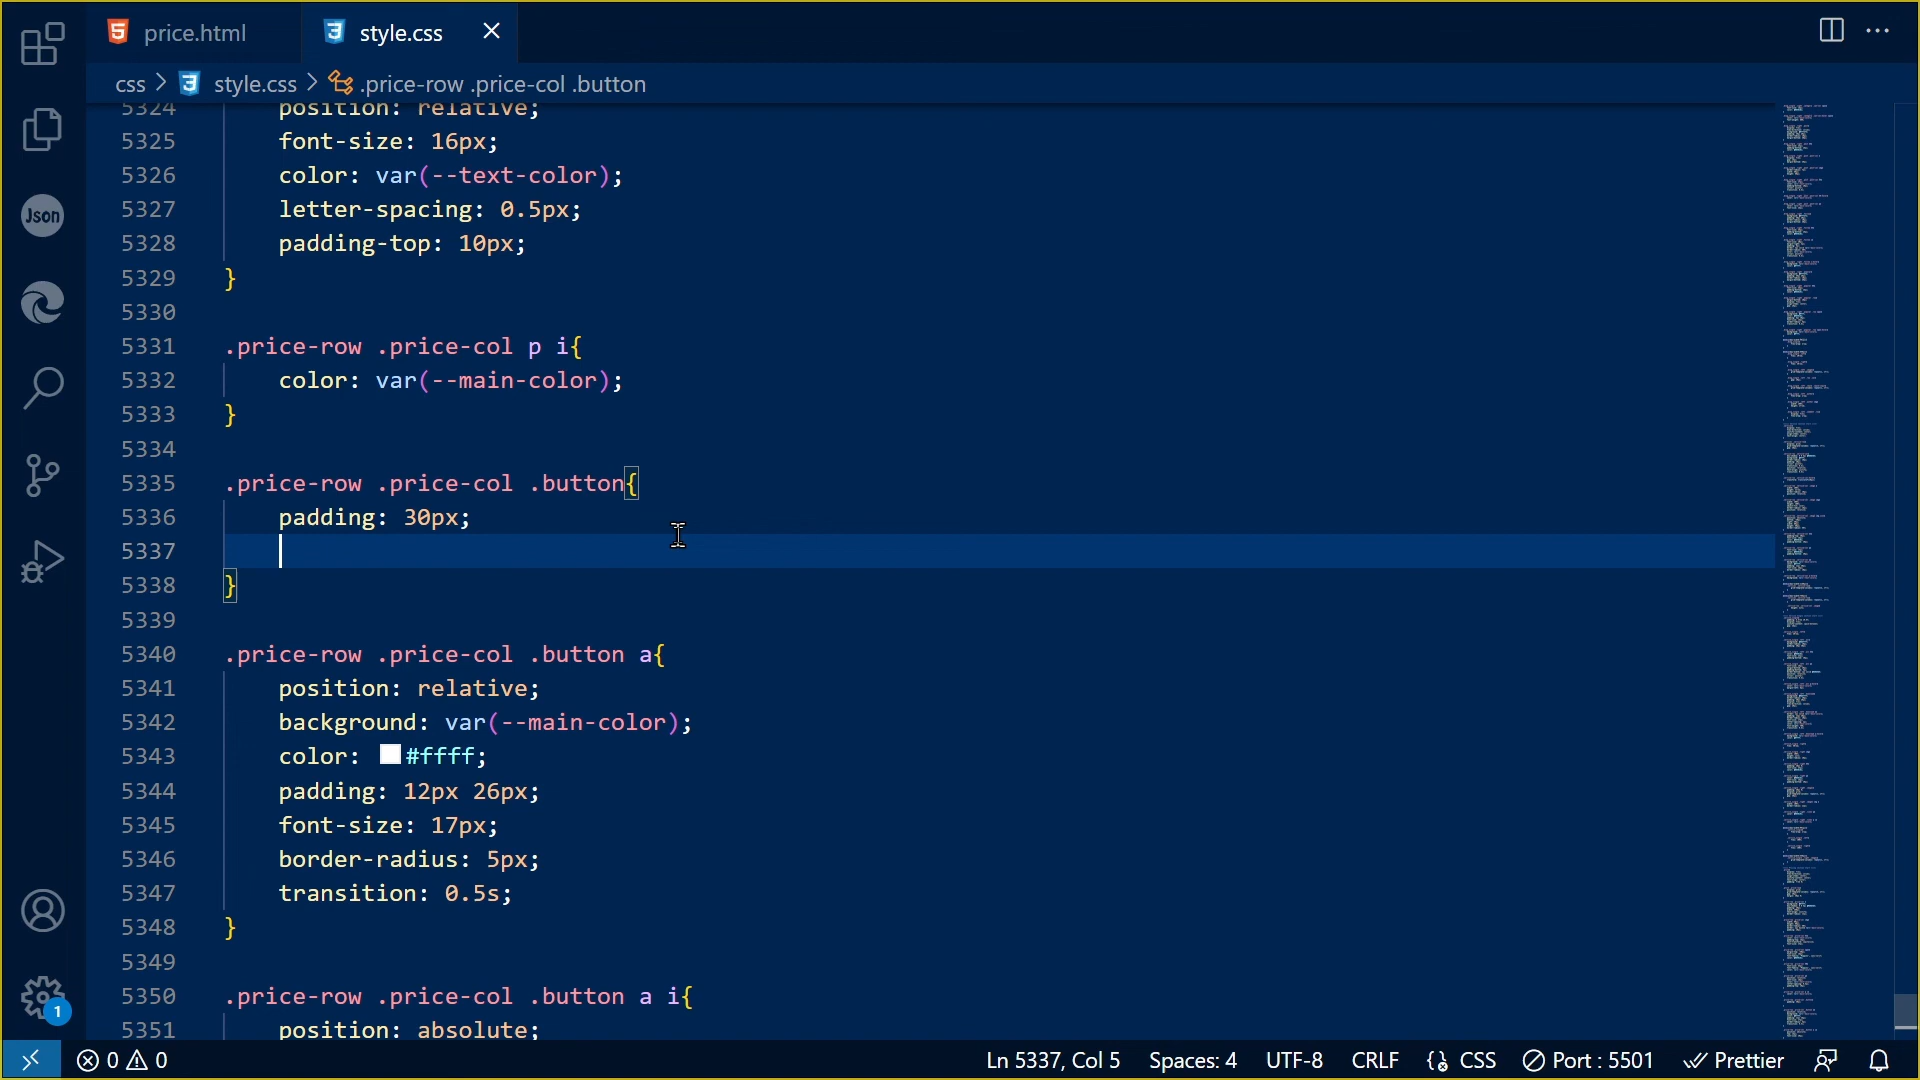 price.html
style.css
css > style.css > .price-row .price-col .button
5324 position: relative;
5325 font-size: 16px;
5326 color: var(--text-color);
5327 letter-spacing: 0.5px;
5328 padding-top: 10px;
5329 }
5330
5331 .price-row .price-col p i{
5332 color: var(--main-color);
5333 }
5334
5335 .price-row .price-col .button{
5336 padding: 30px;
5337
5338 }
5339
5340 .price-row .price-col .button a{
5341 position: relative;
5342 background: var(--main-color);
5343 color: #ffff;
5344 padding: 12px 26px;
5345 font-size: 17px;
5346 border-radius: 5px;
5347 transition: 0.5s;
5348 }
5349
5350 .price-row .price-col .button a i{
5351 position: absolute;
Json
1
0 0
Ln 5337, Col 5
Spaces: 4
UTF-8
CRLF
{} CSS
Port : 5501
Prettier